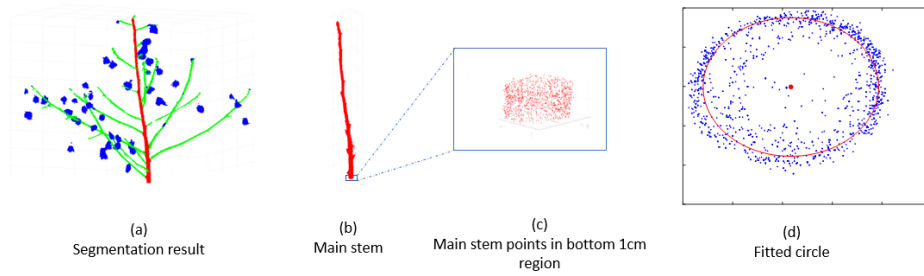 (a)
Segmentation result
(b)
Main stem
(c)
Main stem points in bottom 1cm
region
(d)
Fitted circle